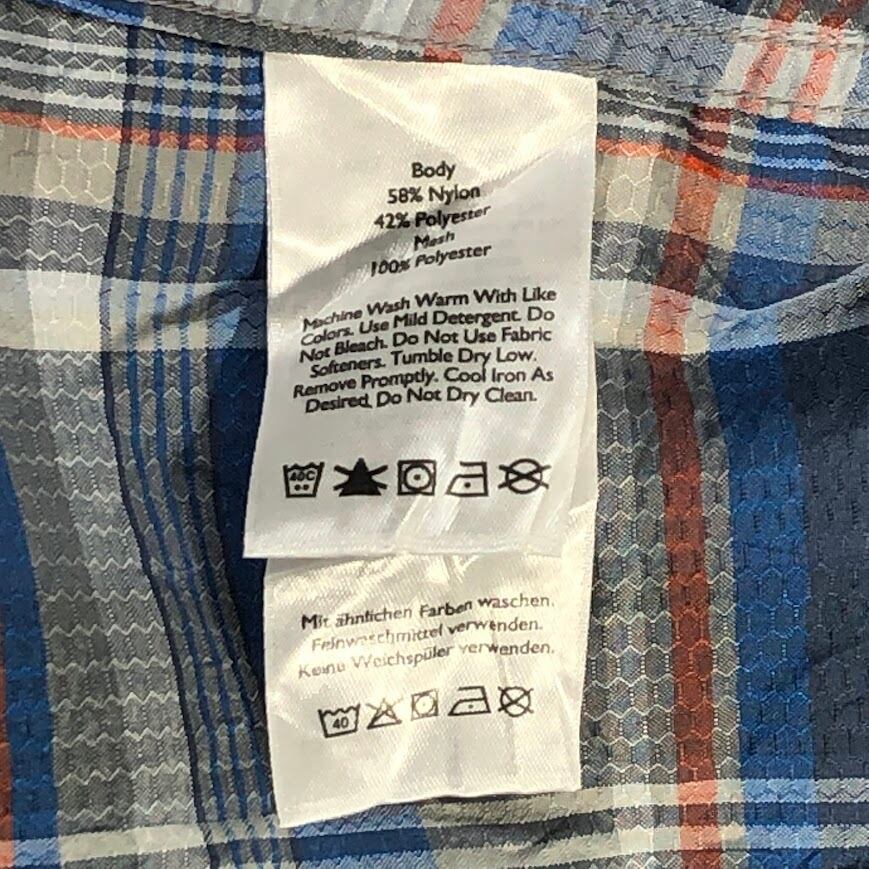 Body
58% Nylon
42% Polyester
Mesh
100% Polyester
Machine Wash Warm With Like
Colors. Use Mild Detergent. Do
Not Bleach. Do Not Use Fabric
Softeners. Tumble Dry Low.
Remove Promptly. Cool Iron As
Desired. Do Not Dry Clean.
40C
Mit ähnlichen Farben waschen.
Feinwaschmittel verwenden.
Keine Weichspüler verwenden.
40